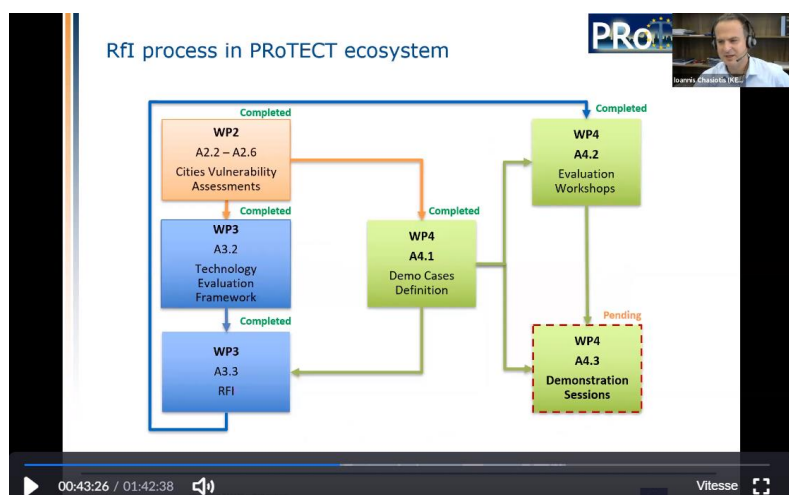 RfI process in PRoTECT ecosystem
PRoT
Ioannis Chasiotis (KE...
Completed
WP2
A2.2 – A2.6
Cities Vulnerability
Assessments
Completed
WP3
A3.2
Technology
Evaluation
Framework
Completed
WP3
A3.3
RFI
Completed
WP4
A4.1
Demo Cases
Definition
Completed
WP4
A4.2
Evaluation
Workshops
Pending
WP4
A4.3
Demonstration
Sessions
00:43:26 / 01:42:38
Vitesse